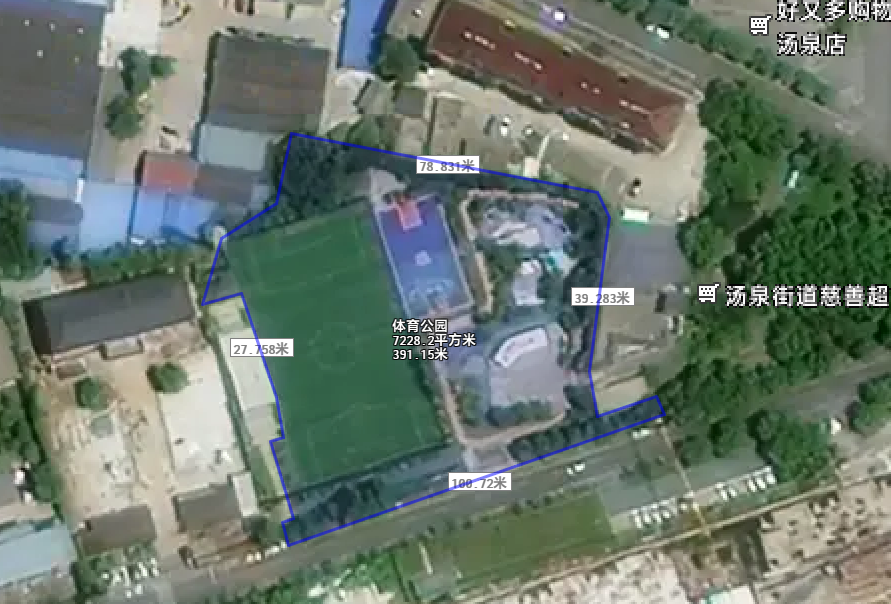 好又多购物
汤泉店
78.831米
汤泉街道慈善超
39.283米
体育公园
7228.2平方米
391.15米
27.758米
100.72米